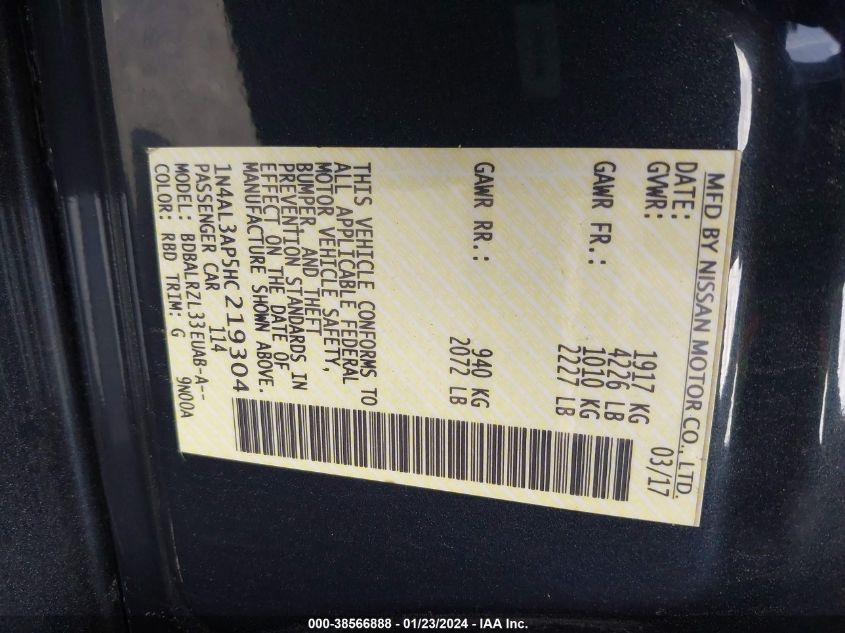 MFD BY NISSAN MOTOR CO., LTD.
DATE: 03/17
GVWR: 1917 KG
4226 LB
GAWR FR.: 1010 KG
2227 LB
GAWR RR.: 940 KG
2072 LB
THIS VEHICLE CONFORMS TO
ALL APPLICABLE FEDERAL
MOTOR VEHICLE SAFETY,
BUMPER, AND THEFT
PREVENTION STANDARDS IN
EFFECT ON THE DATE OF
MANUFACTURE SHOWN ABOVE.
1N4AL3AP5HC219304
PASSENGER CAR 114
MODEL: BDBALRZL33EUAB-A-- 9N00A
COLOR: RBD TRIM: G
000-38566888 - 01/23/2024 - IAA Inc.